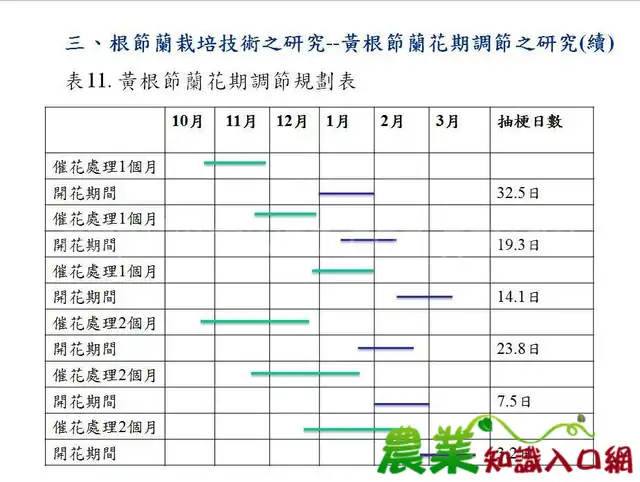 三、根節蘭栽培技術之研究--黃根節蘭花期調節之研究(續)
表11. 黃根節蘭花期調節規劃表
10月 11月 12月 1月 2月 3月 抽梗日數
催花處理1個月
開花期間 32.5日
催花處理1個月
開花期間 19.3日
催花處理1個月
開花期間 14.1日
催花處理2個月
開花期間 23.8日
催花處理2個月
開花期間 7.5日
催花處理2個月
開花期間
農業知識入口網